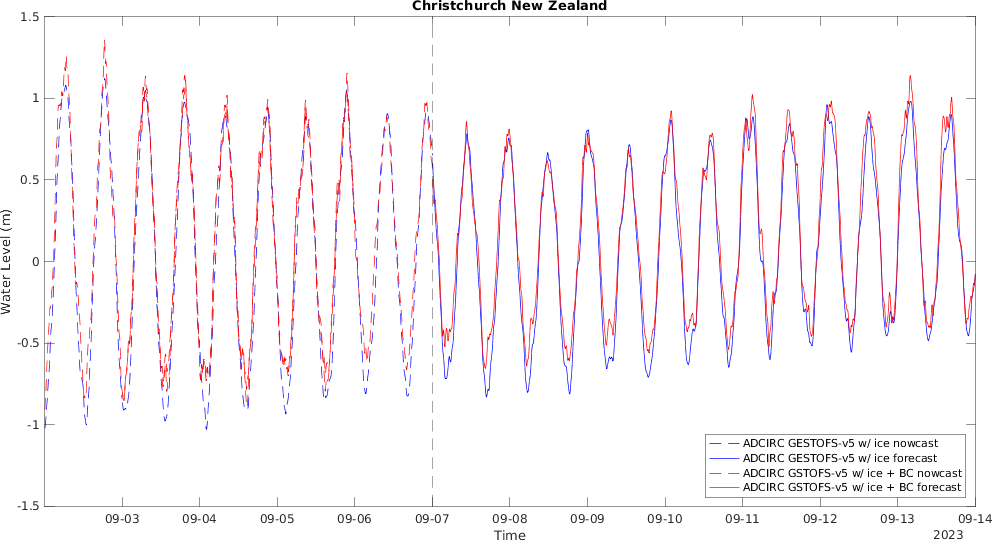 Christchurch New Zealand
1.5
1
0.5
0
-0.5
-1
-1.5
Water Level (m)
ADCIRC GESTOFS-v5 w/ ice nowcast
ADCIRC GESTOFS-v5 w/ ice forecast
ADCIRC GSTOFS-v5 w/ ice + BC nowcast
ADCIRC GSTOFS-v5 w/ ice + BC forecast
09-03 09-04 09-05 09-06 09-07 09-08 09-09 09-10 09-11 09-12 09-13 09-14
Time
2023